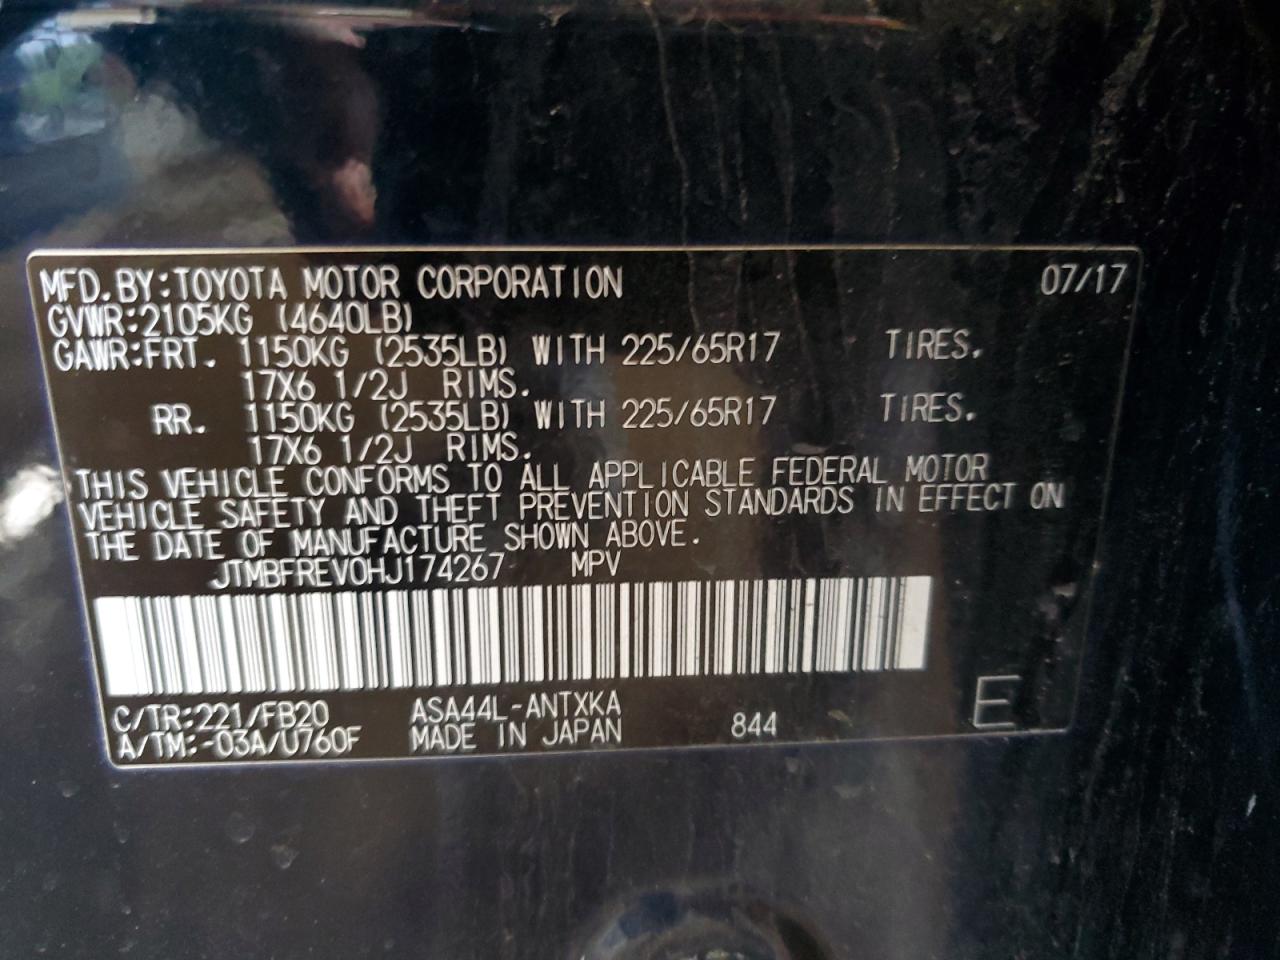 MFD.BY:TOYOTA MOTOR CORPORATION 07/17
GVWR:2105KG (4640LB)
GAWR:FRT. 1150KG (2535LB) WITH 225/65R17 TIRES.
17X6 1/2J RIMS.
RR. 1150KG (2535LB) WITH 225/65R17 TIRES.
17X6 1/2J RIMS.
THIS VEHICLE CONFORMS TO ALL APPLICABLE FEDERAL MOTOR
VEHICLE SAFETY AND THEFT PREVENTION STANDARDS IN EFFECT ON
THE DATE OF MANUFACTURE SHOWN ABOVE.
JTMBFREV0HJ174267 MPV
C/TR:221/FB20 ASA44L-ANTXKA
A/TM:-03A/U760F MADE IN JAPAN 844 E